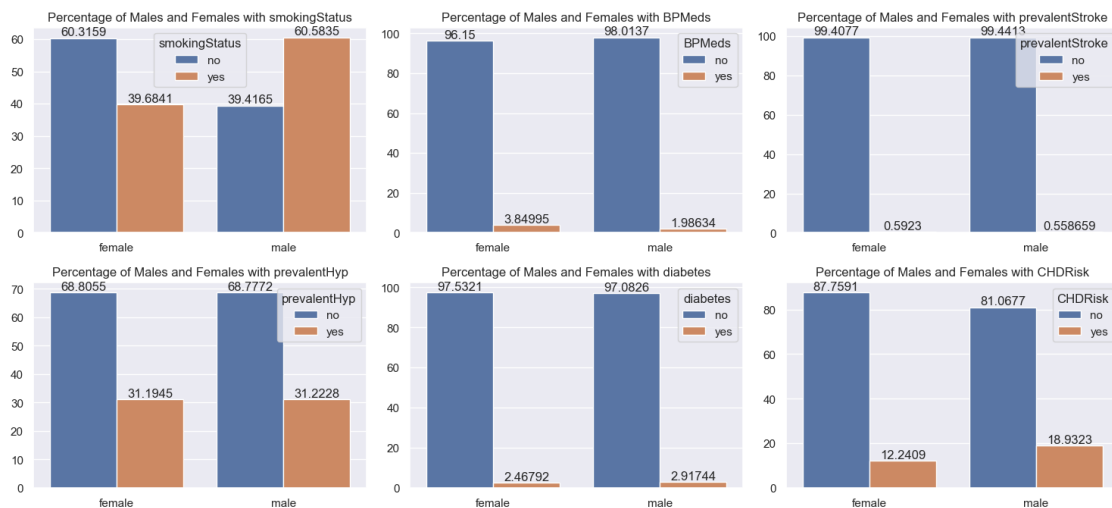 Percentage of Males and Females with smokingStatus
60.3159
60.5835
39.6841
39.4165
smokingStatus
no
yes
60
50
40
30
20
10
0
female
male
Percentage of Males and Females with BPMeds
96.15
98.0137
3.84995
1.98634
BPMeds
no
yes
100
80
60
40
20
0
female
male
Percentage of Males and Females with prevalentStroke
99.4077
99.4413
0.5923
0.558659
prevalentStroke
no
yes
100
80
60
40
20
0
female
male
Percentage of Males and Females with prevalentHyp
68.8055
68.7772
31.1945
31.2228
prevalentHyp
no
yes
70
60
50
40
30
20
10
0
female
male
Percentage of Males and Females with diabetes
97.5321
97.0826
2.46792
2.91744
diabetes
no
yes
100
80
60
40
20
0
female
male
Percentage of Males and Females with CHDRisk
87.7591
81.0677
12.2409
18.9323
CHDRisk
no
yes
80
60
40
20
0
female
male